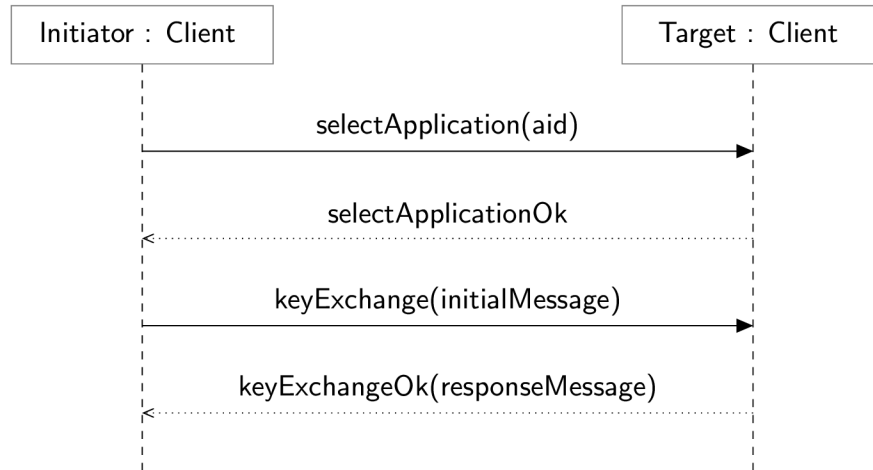 Initiator : Client
Target : Client
selectApplication(aid)
selectApplicationOk
keyExchange(initialMessage)
keyExchangeOk(responseMessage)